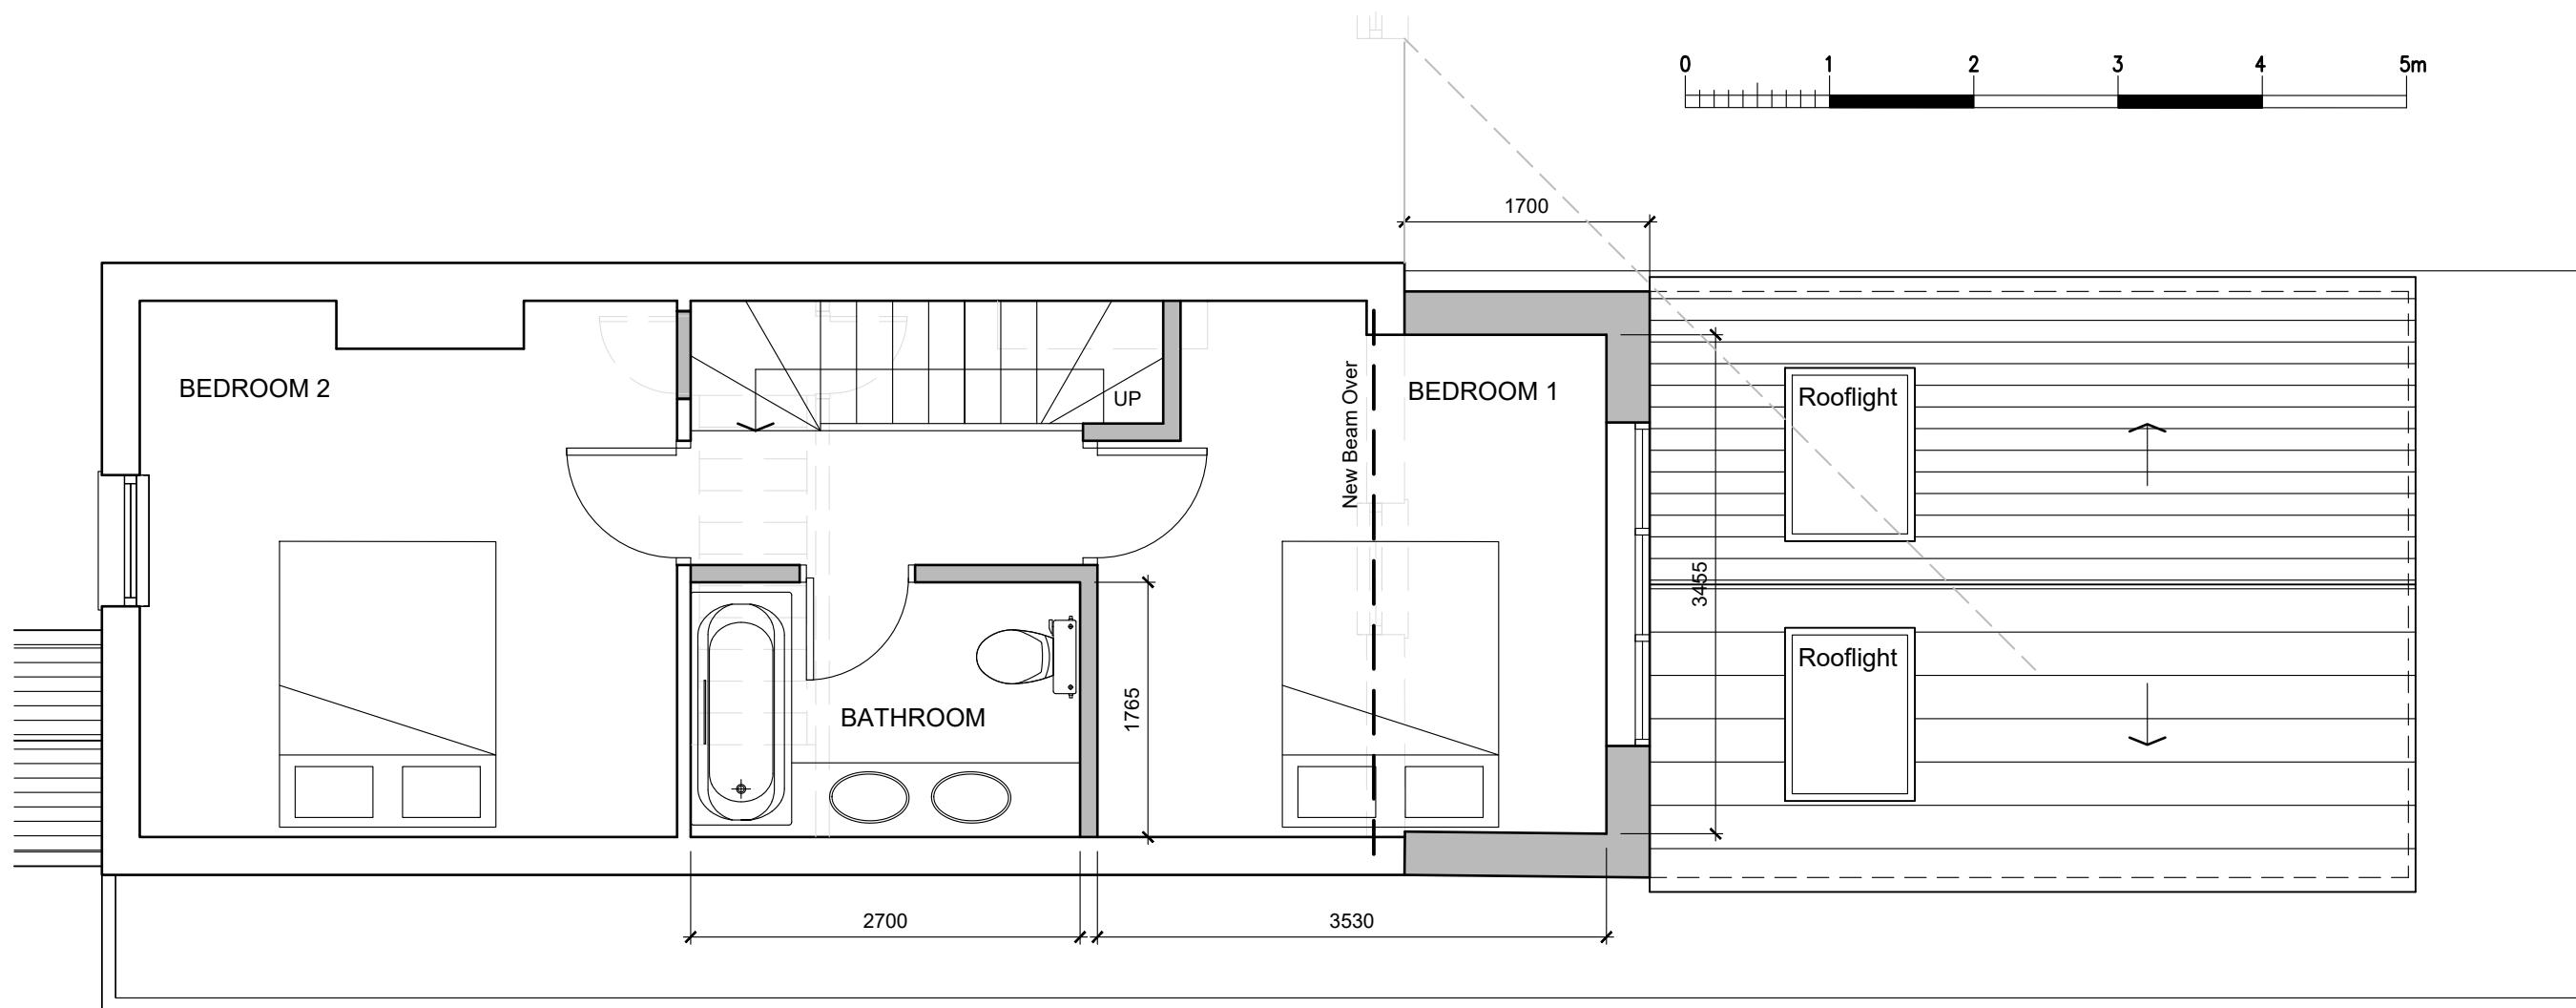 0 1 2 3 4 5m
1700
BEDROOM 2
UP
New Beam Over
BEDROOM 1
Rooflight
3455
Rooflight
1765
BATHROOM
2700
3530